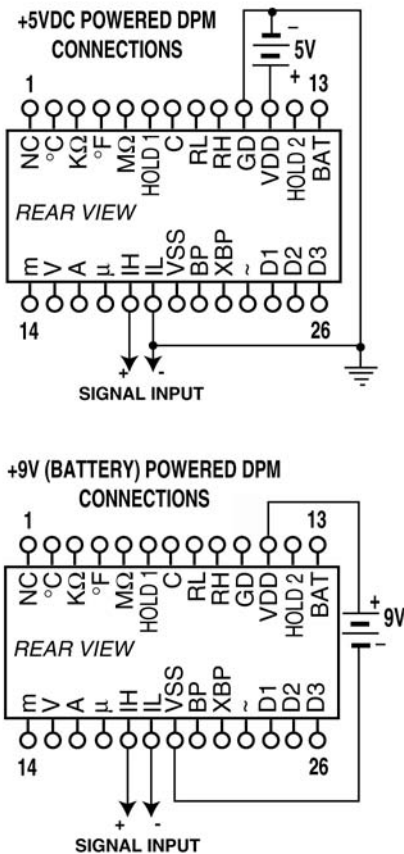 +5VDC POWERED DPM
CONNECTIONS
−
5V
+
1
13
NC °C KΩ °F MΩ HOLD 1 C RL RH GD VDD HOLD 2 BAT
REAR VIEW
m V A µ IH IL VSS BP XBP ~ D1 D2 D3
14
26
+ -
SIGNAL INPUT
+9V (BATTERY) POWERED DPM
CONNECTIONS
1
13
NC °C KΩ °F MΩ HOLD 1 C RL RH GD VDD HOLD 2 BAT
+
9V
−
REAR VIEW
m V A µ IH IL VSS BP XBP ~ D1 D2 D3
14
26
+ -
SIGNAL INPUT